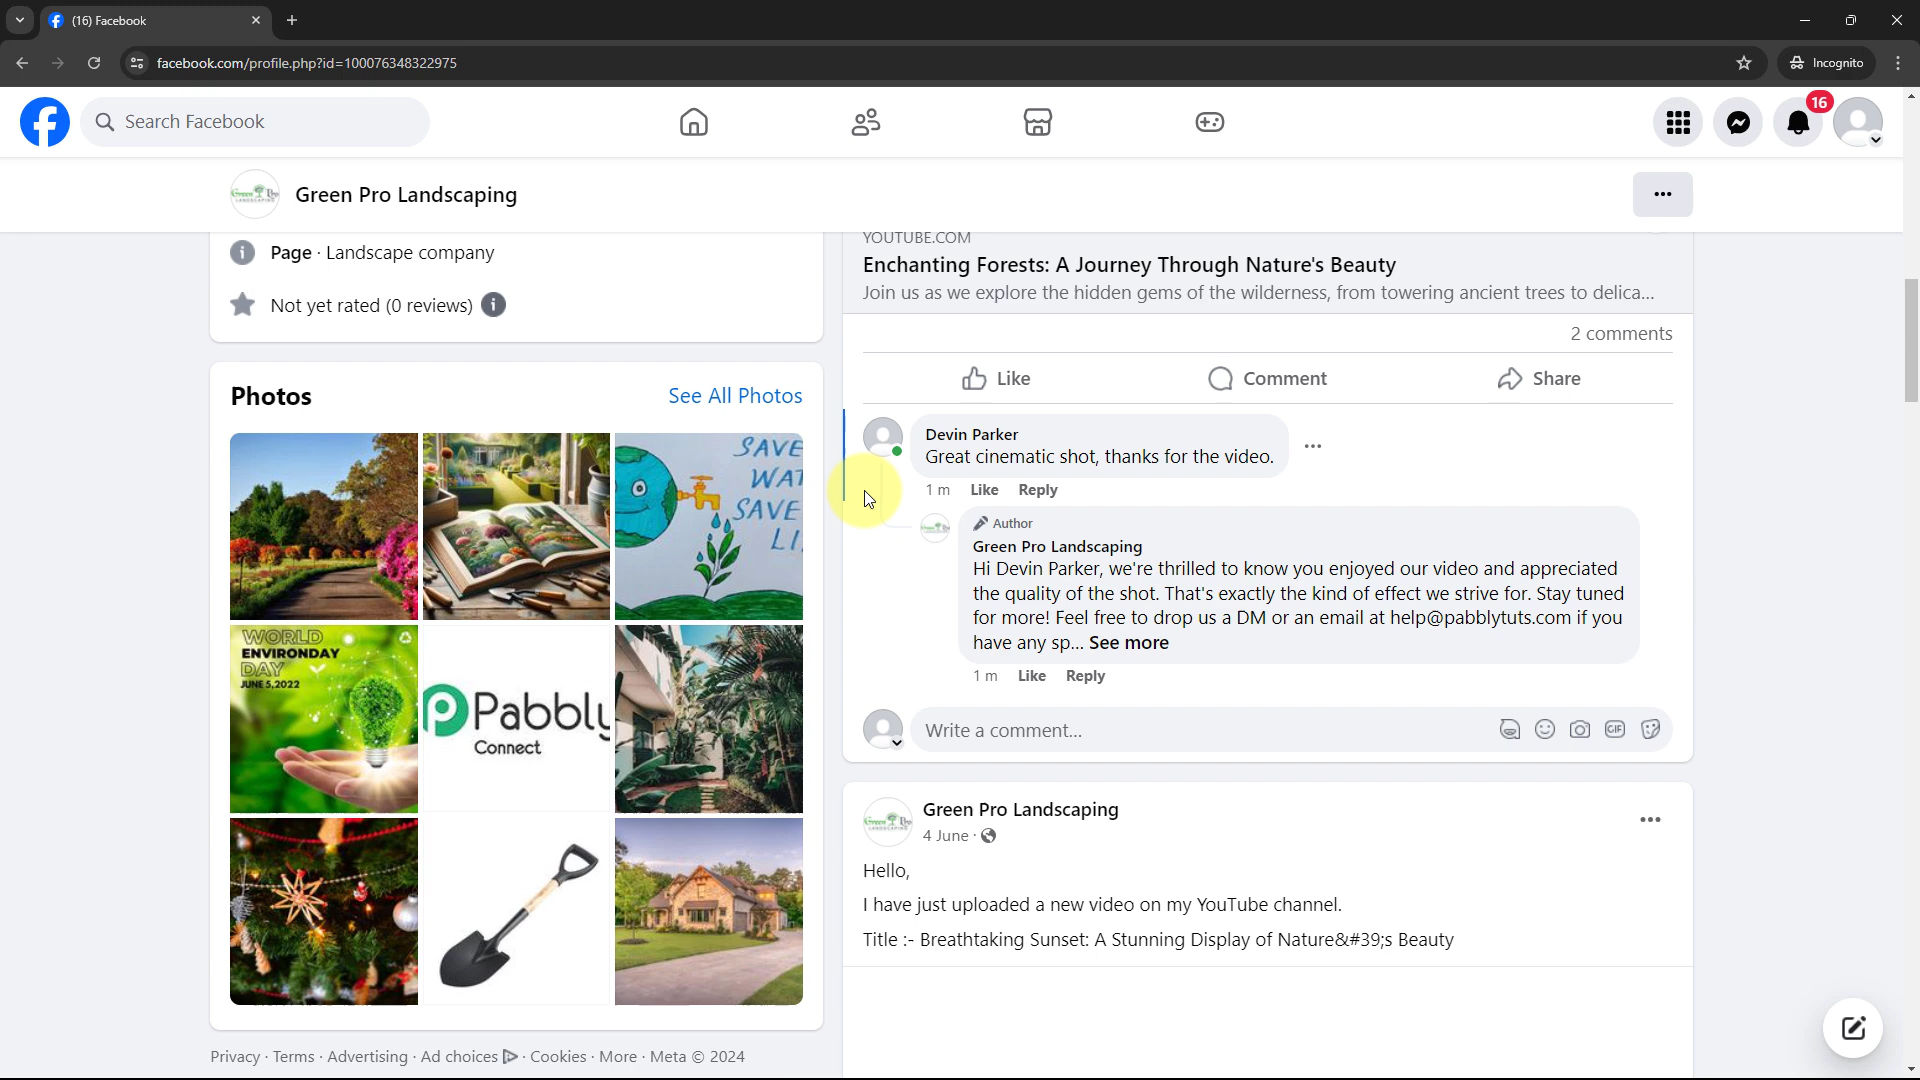 (16) Facebook
facebook.com/profile.php?id=100076348322975
Incognito
Search Facebook
16
Green Pro Landscaping
Page · Landscape company
Not yet rated (0 reviews)
Photos
See All Photos
SAVE
WAT
SAVE
LI
WORLD
ENVIRONDAY
DAY
JUNE 5,2022
Pabbly
Connect
Privacy · Terms · Advertising · Ad choices · Cookies · More · Meta © 2024
YOUTUBE.COM
Enchanting Forests: A Journey Through Nature's Beauty
Join us as we explore the hidden gems of the wilderness, from towering ancient trees to delica...
2 comments
Like
Comment
Share
Devin Parker
Great cinematic shot, thanks for the video.
1 m Like Reply
Author
Green Pro Landscaping
Hi Devin Parker, we're thrilled to know you enjoyed our video and appreciated
the quality of the shot. That's exactly the kind of effect we strive for. Stay tuned
for more! Feel free to drop us a DM or an email at help@pabblytuts.com if you
have any sp... See more
1 m Like Reply
Write a comment...
GIF
Green Pro Landscaping
4 June ·
Hello,
I have just uploaded a new video on my YouTube channel.
Title :- Breathtaking Sunset: A Stunning Display of Nature&#39;s Beauty